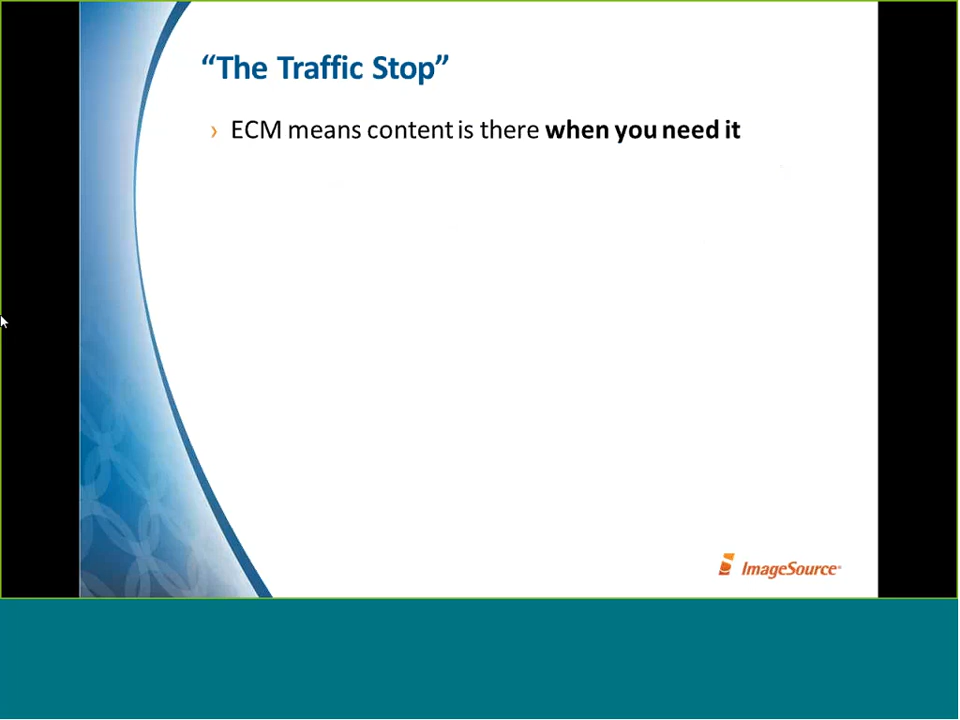 “The Traffic Stop”
› ECM means content is there when you need it
ImageSource®